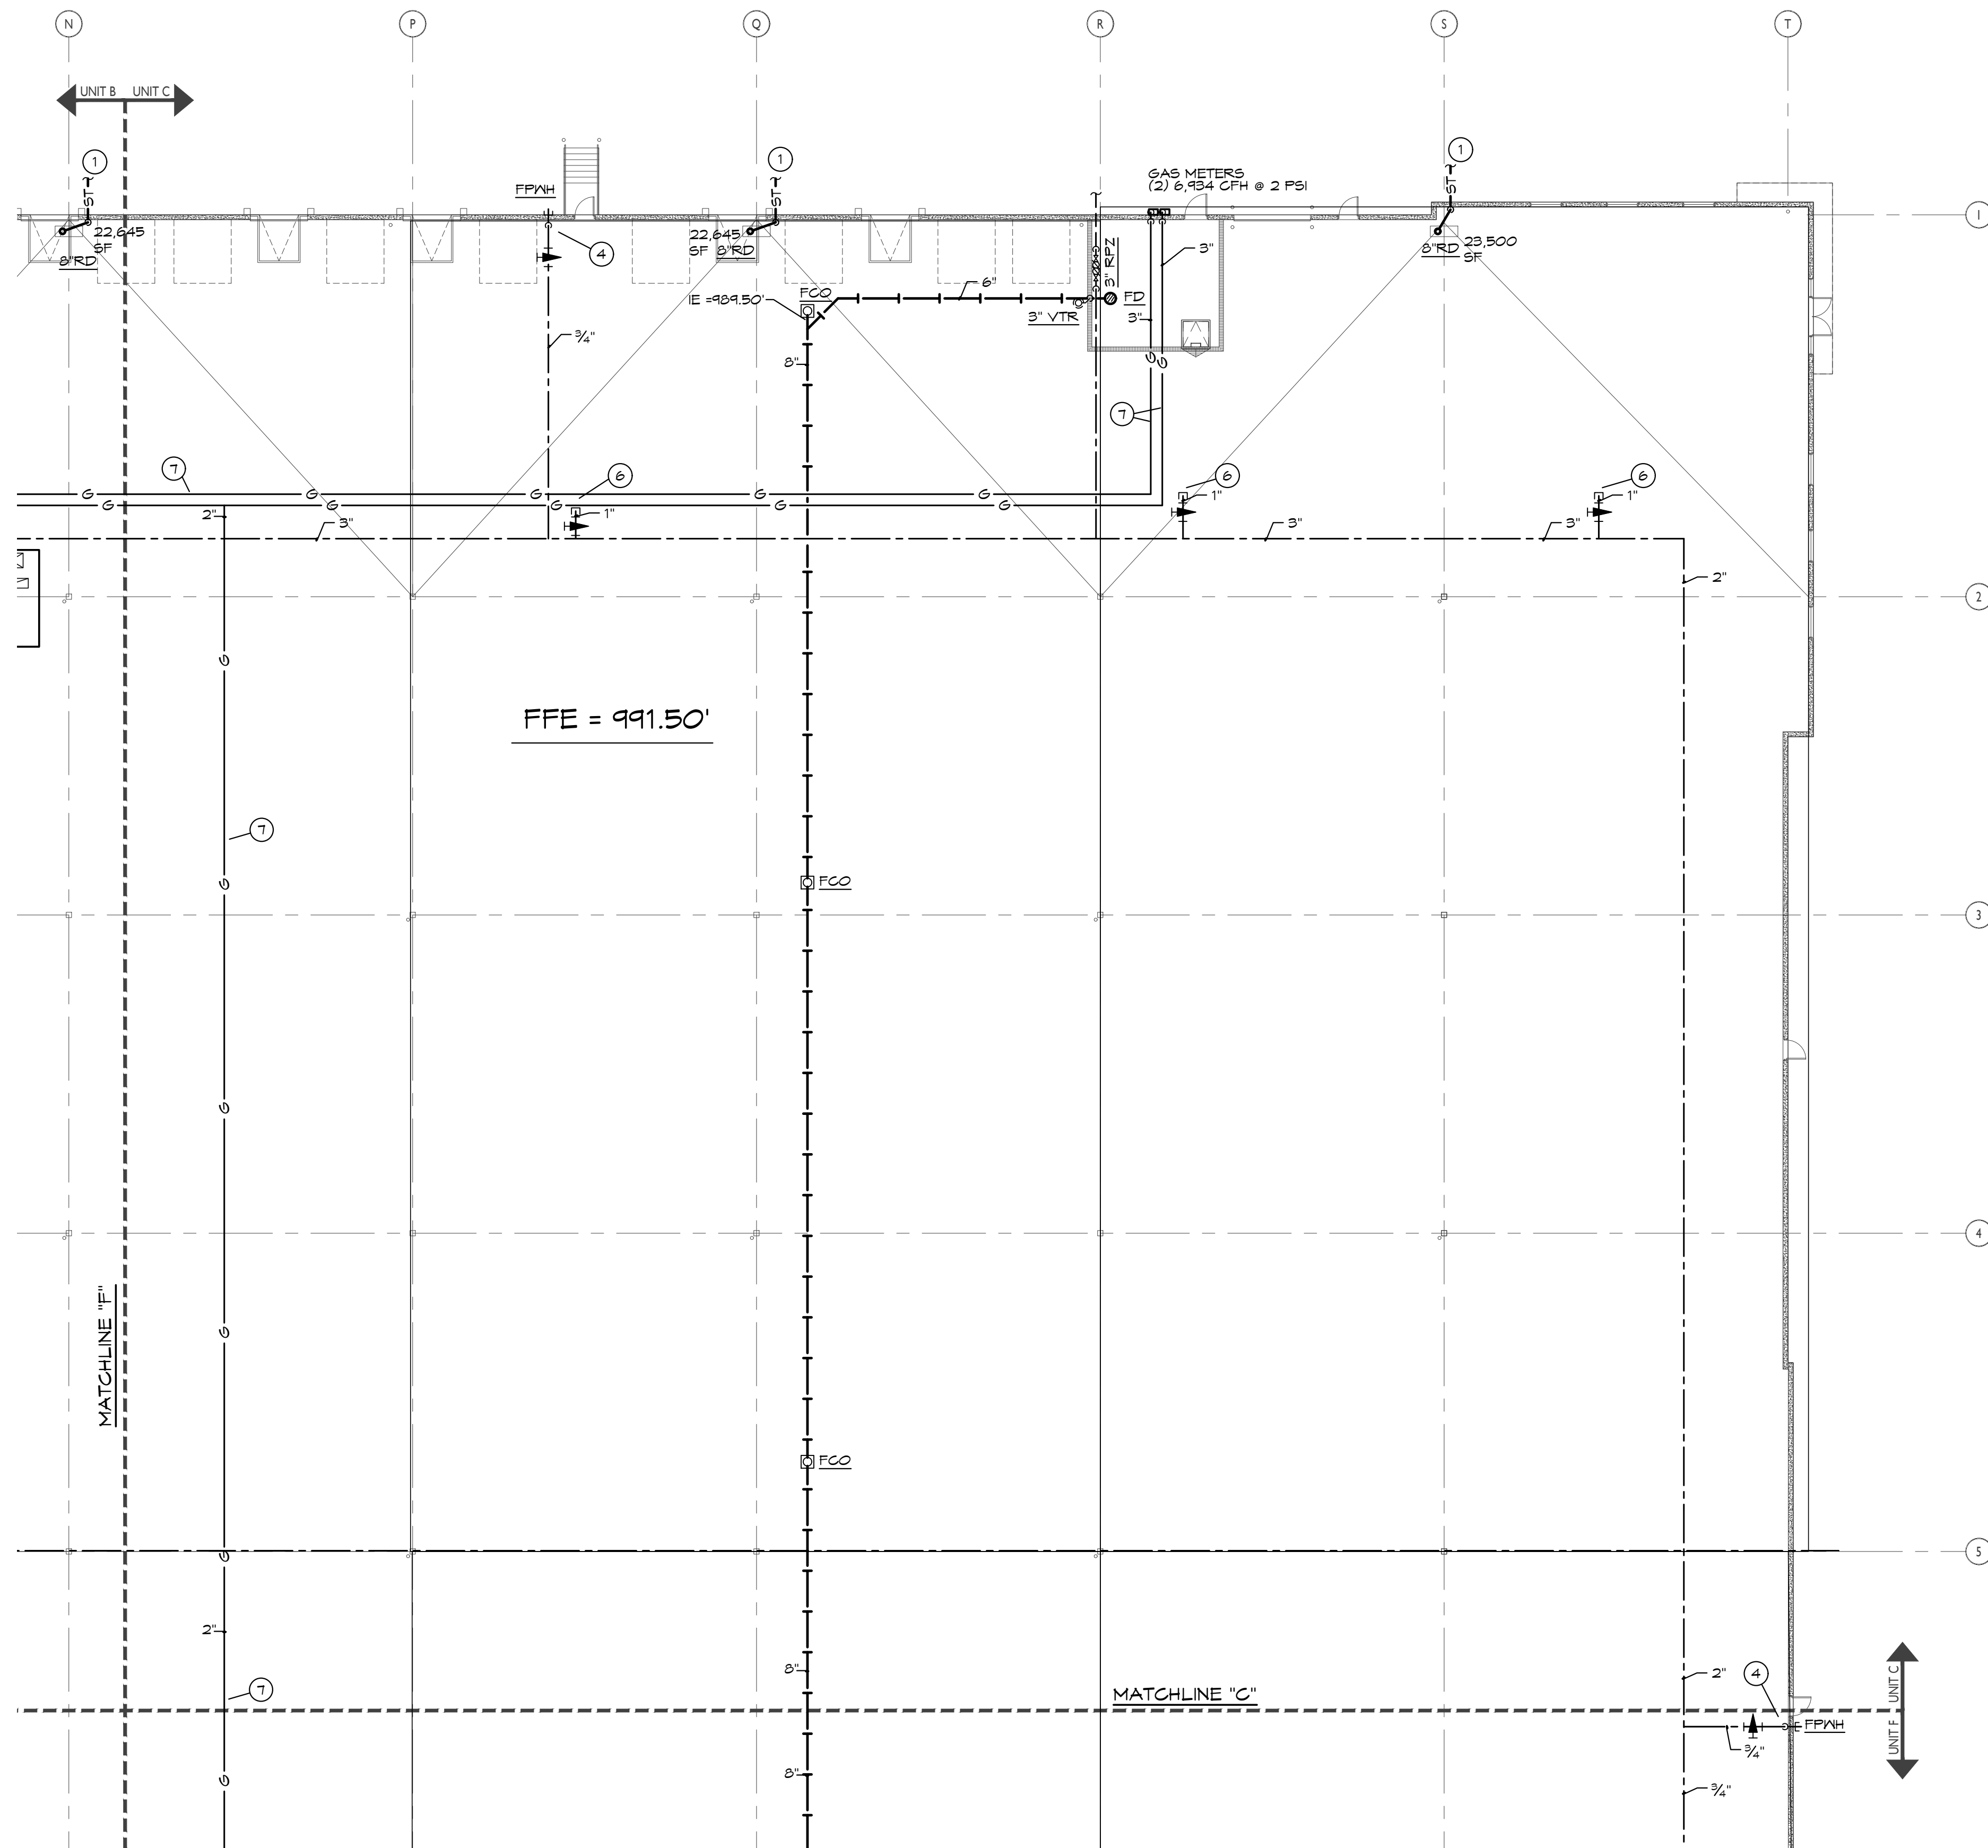 N
P
Q
R
S
T
UNIT B UNIT C
1
1
1
ST
ST
ST
FPWH
GAS METERS
(2) 6,934 CFH @ 2 PSI
1
22,645
SF
8"RD
4
22,645
SF 8"RD
3" RPZ
3"
8"RD
23,500
SF
IE =989.50'
FCO
6"
FD
3" VTR
3"
3/4"
8"
G
G
7
7
6
6
6
G
G
G
G
G
G
G
G
G
G
2"
3"
1"
1"
3"
3"
1"
2"
2
G
FFE = 991.50'
7
G
FCO
3
G
4
MATCHLINE "F"
G
FCO
G
5
2"
8"
2"
4
7
MATCHLINE "C"
UNIT F UNIT C
FPWH
3/4"
G
8"
3/4"